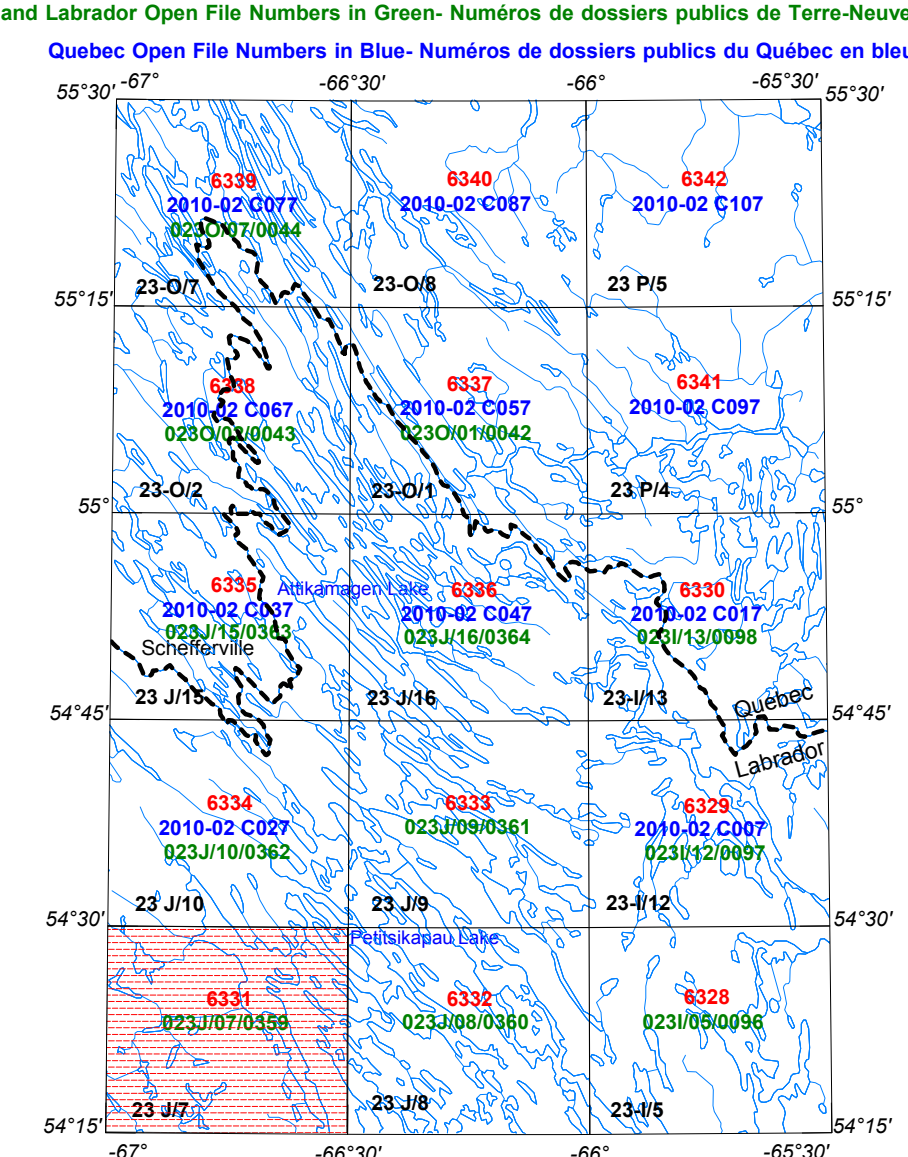 and Labrador Open File Numbers in Green- Numéros de dossiers publics de Terre-Neuve
Quebec Open File Numbers in Blue- Numéros de dossiers publics du Québec en bleu
-67° -66°30' -66° -65°30'
55°30' 55°30'
6339 6340 6342
2010-02 C077 2010-02 C087 2010-02 C107
023O/07/0044
23-O/7 23-O/8 23 P/5
55°15' 55°15'
6338 6337 6341
2010-02 C067 2010-02 C057 2010-02 C097
023O/02/0043 023O/01/0042
23-O/2 23-O/1 23 P/4
55° 55°
6335 Attikamagen Lake 6336 6330
2010-02 C037 2010-02 C047 2010-02 C017
023J/15/0363 023J/16/0364 023I/13/0098
Schefferville
23 J/15 23 J/16 23-I/13
Québec
54°45' 54°45'
Labrador
6334 6333 6329
2010-02 C027 023J/09/0361 2010-02 C007
023J/10/0362 023I/12/0097
23 J/10 23 J/9 23-I/12
54°30' 54°30'
Petitsikapau Lake
6331 6332 6328
023J/07/0359 023J/08/0360 023I/05/0096
23 J/7 23 J/8 23-I/5
54°15' 54°15'
-67° -66°30' -66° -65°30'